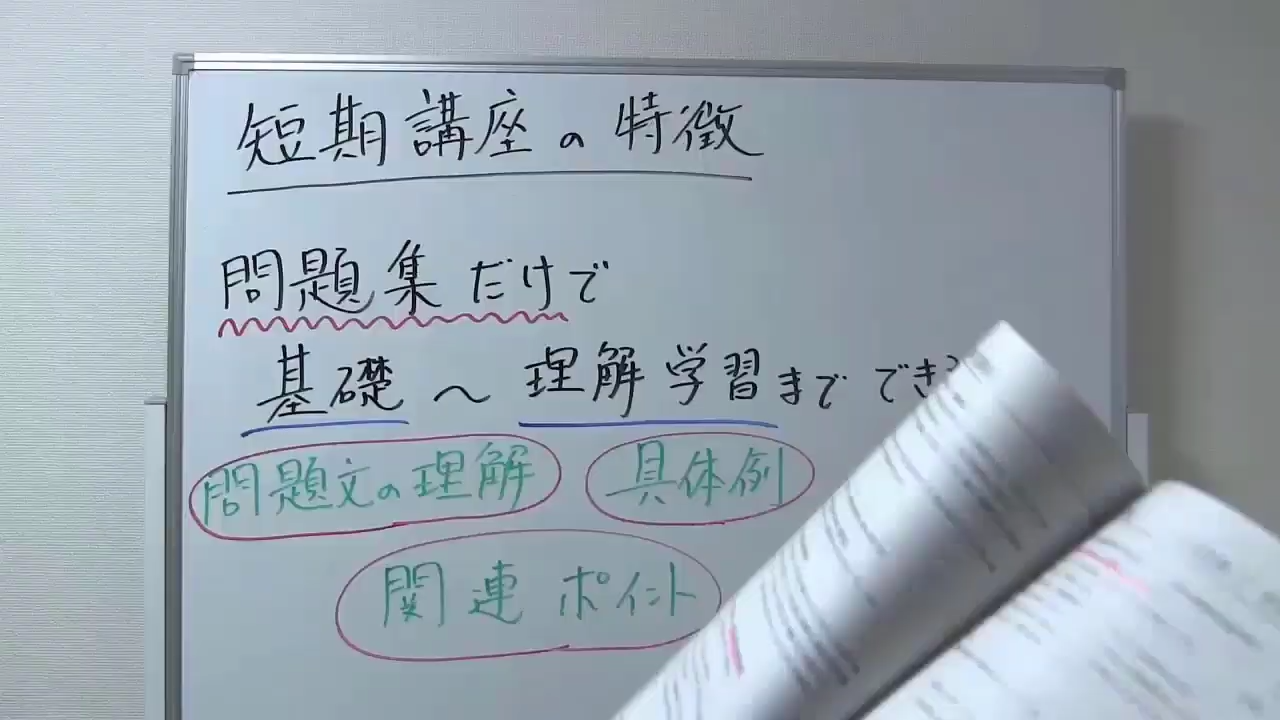 短期講座の特徴
問題集だけで
基礎～理解学習まで でき
問題文の理解 具体例
関連 ポイント